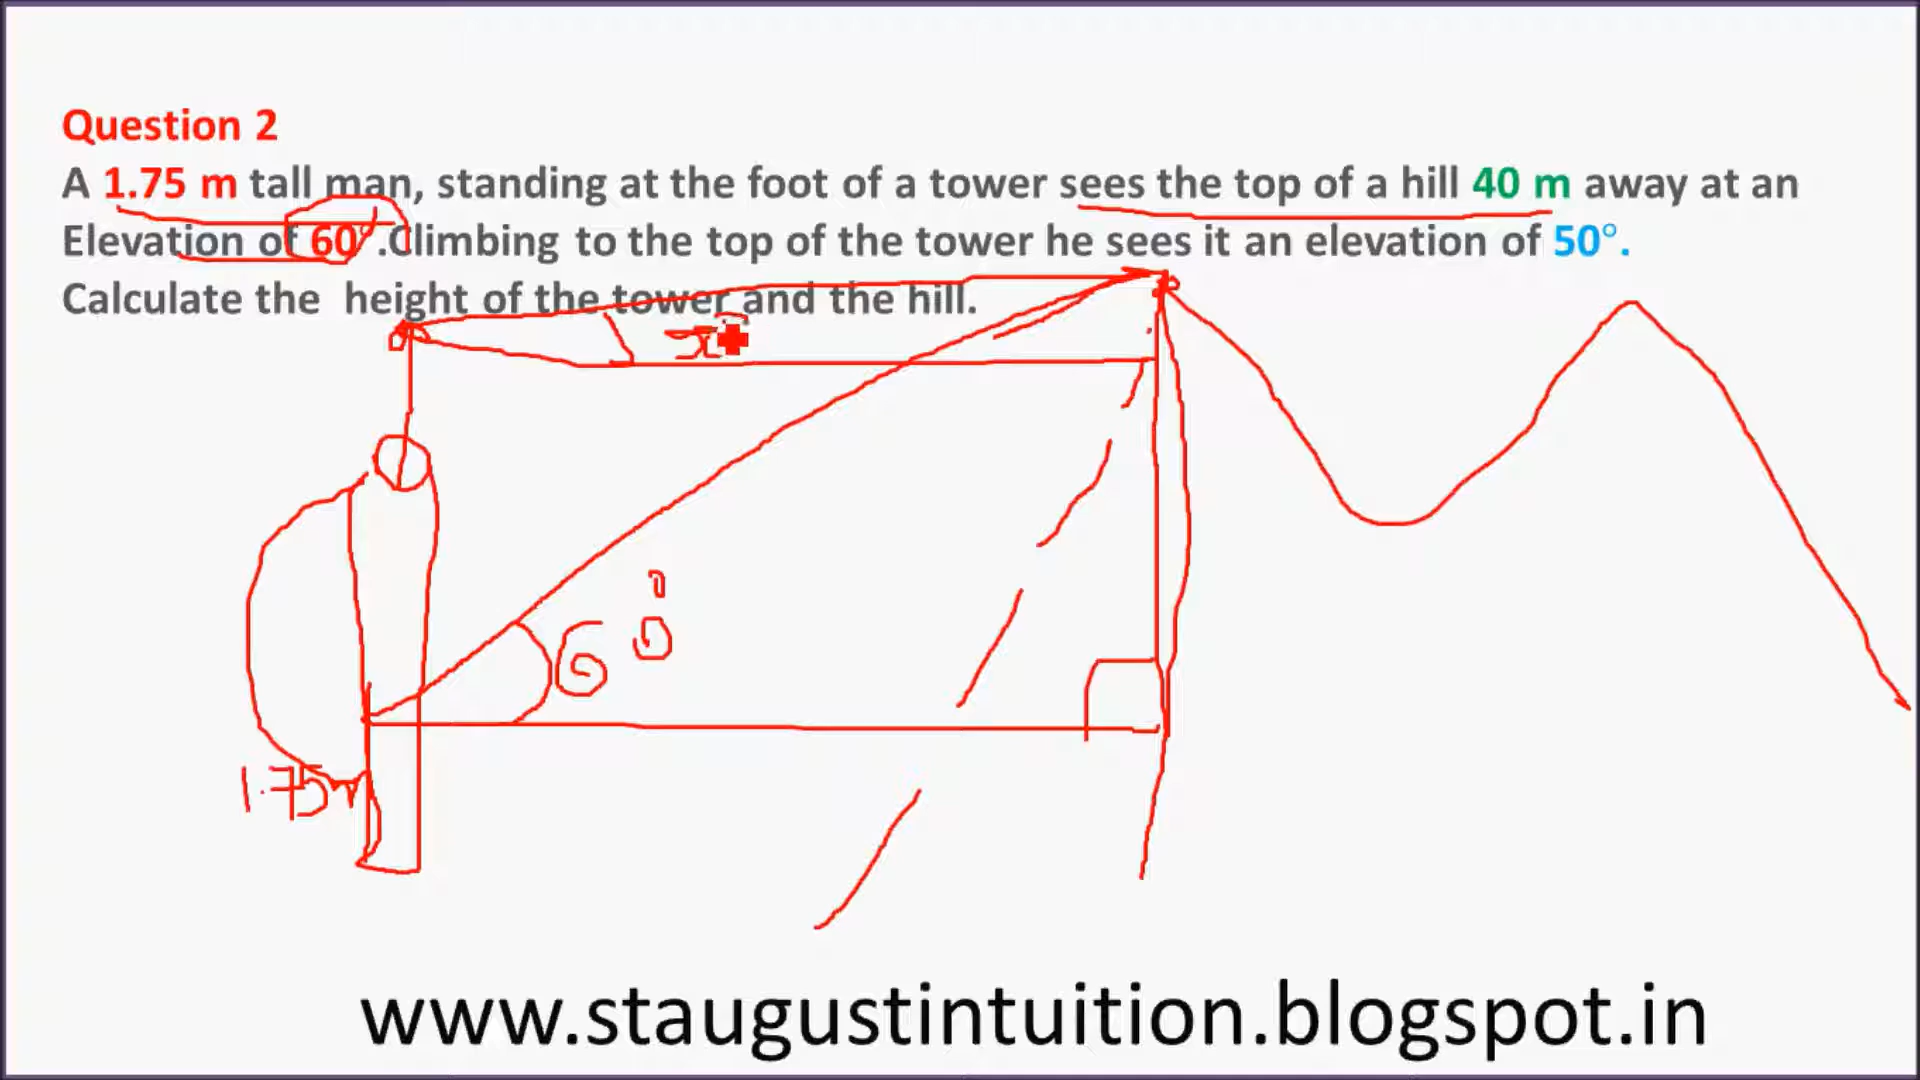 Question 2
A 1.75 m tall man, standing at the foot of a tower sees the top of a hill 40 m away at an
Elevation of 60° .Climbing to the top of the tower he sees it an elevation of 50°.
Calculate the height of the tower and the hill.
60°
1.75m
www.staugustintuition.blogspot.in